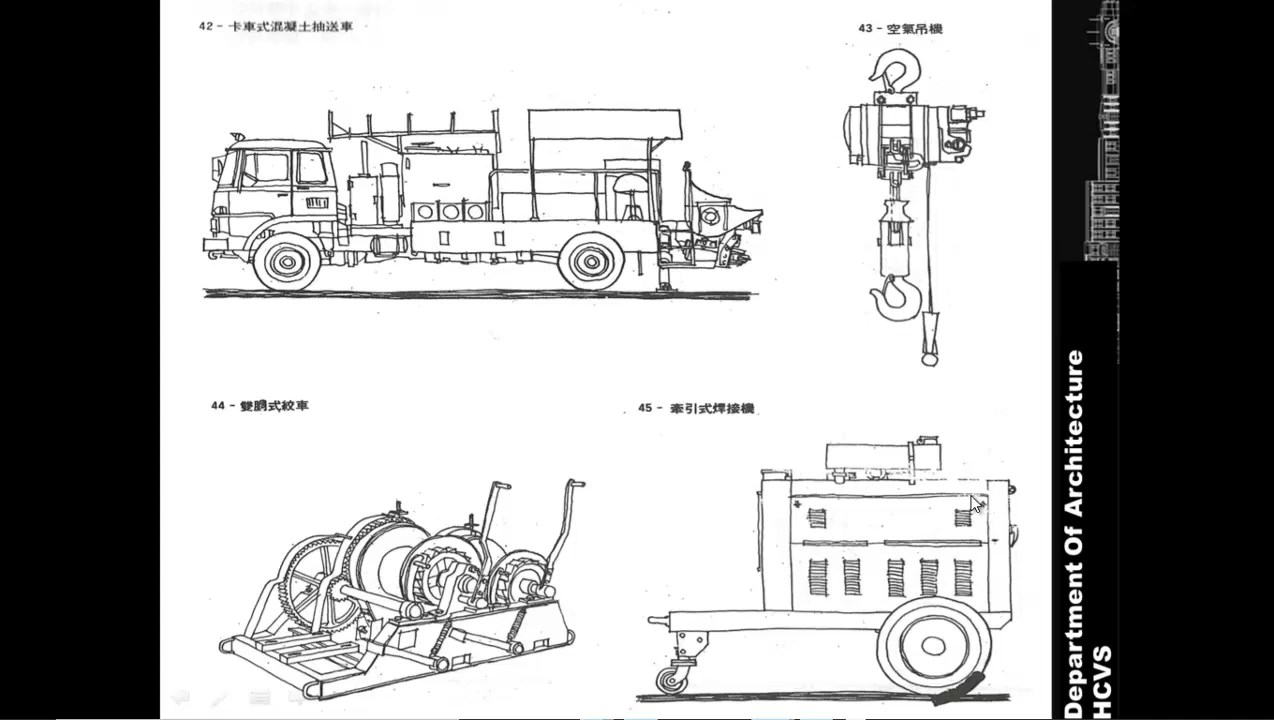 42 - 卡車式混凝土抽送車
43 - 空氣吊機
44 - 雙胴式絞車
45 - 牽引式焊接機
Department Of Architecture
HCVS